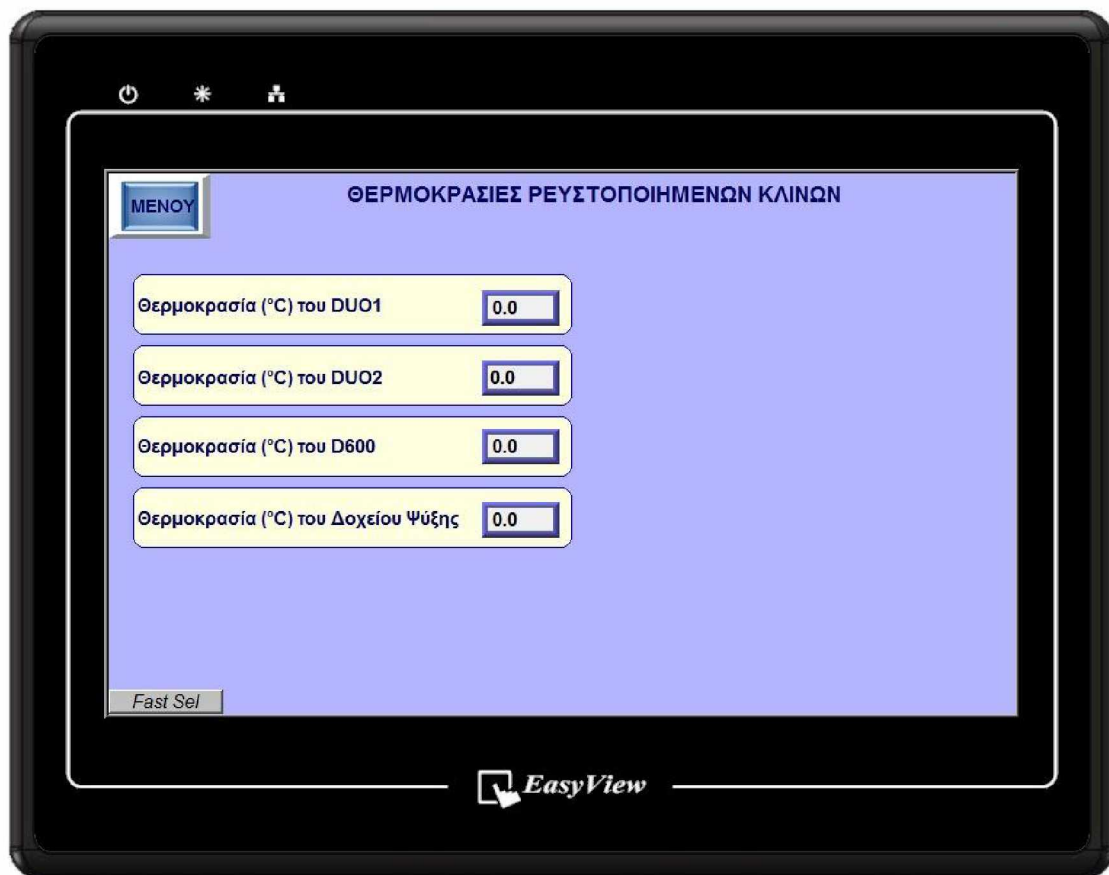 ΜΕΝΟΥ
ΘΕΡΜΟΚΡΑΣΙΕΣ ΡΕΥΣΤΟΠΟΙΗΜΕΝΩΝ ΚΛΙΝΩΝ
Θερμοκρασία (°C) του DUO1 0.0
Θερμοκρασία (°C) του DUO2 0.0
Θερμοκρασία (°C) του D600 0.0
Θερμοκρασία (°C) του Δοχείου Ψύξης 0.0
Fast Sel
EasyView